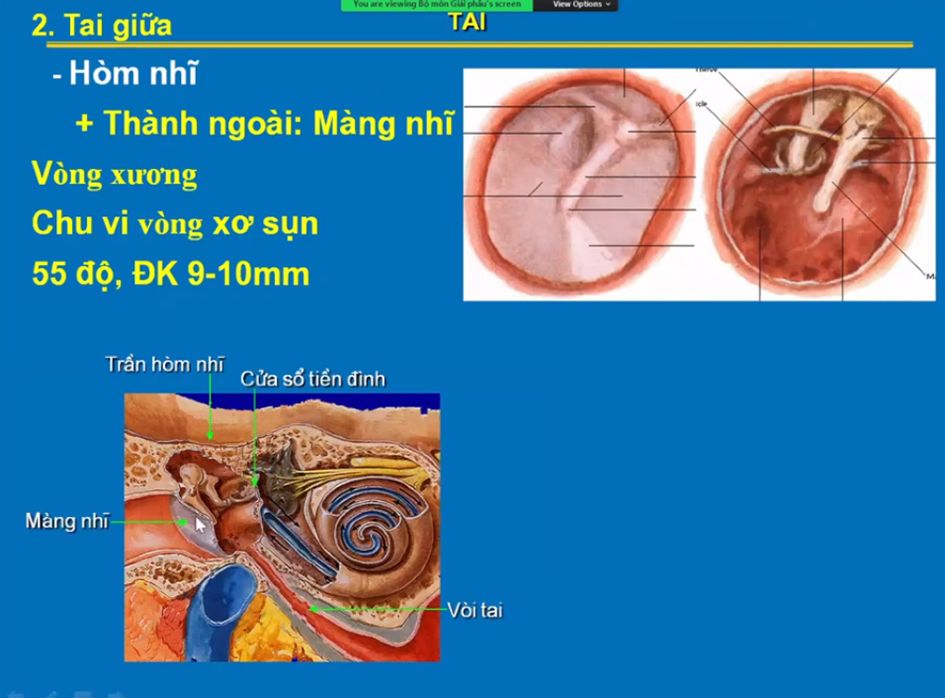 You are viewing Bộ môn Giải phẫu's screen
View Options
TAI
2. Tai giữa
- Hòm nhĩ
+ Thành ngoài: Màng nhĩ
Vòng xương
Chu vi vòng xơ sụn
55 độ, ĐK 9-10mm
Trần hòm nhĩ
Cửa sổ tiền đình
Màng nhĩ
Vòi tai